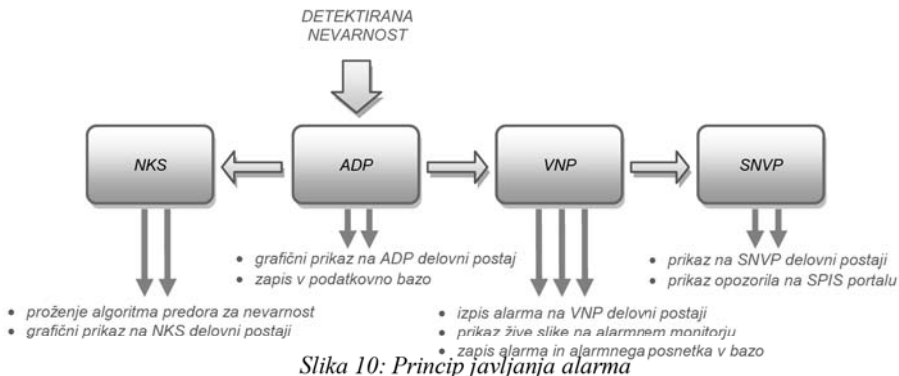 DETEKTIRANA
NEVARNOST
NKS
ADP
VNP
SNVP
• grafični prikaz na ADP delovni postaj
• zapis v podatkovno bazo
• prikaz na SNVP delovni postaji
• prikaz opozorila na SPIS portalu
• proženje algoritma predora za nevarnost
• grafični prikaz na NKS delovni postaji
• izpis alarma na VNP delovni postaji
• prikaz žive slike na alarmnem monitorju
• zapis alarma in alarmnega posnetka v bazo
Slika 10: Princip javljanja alarma